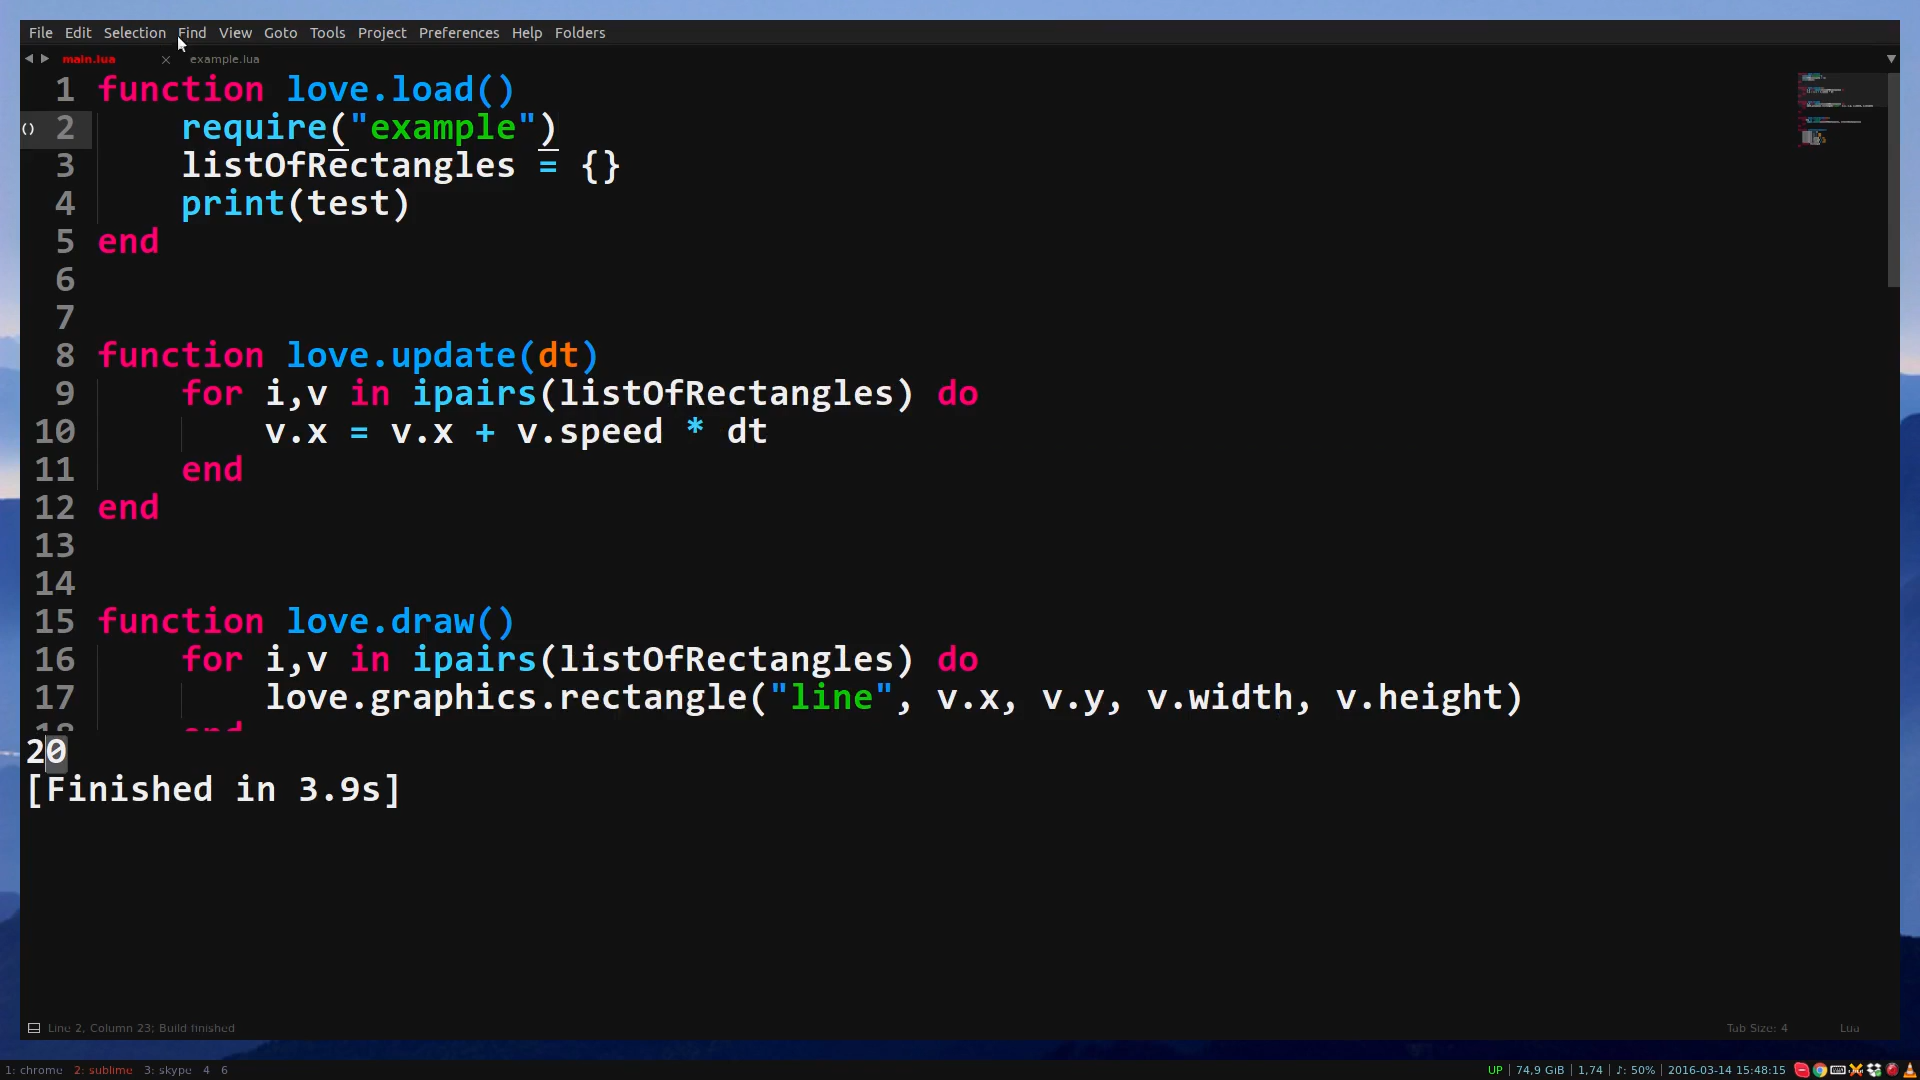 File Edit Selection Find View Goto Tools Project Preferences Help Folders
main.lua example.lua
1 function love.load()
2 require("example")
3 listOfRectangles = {}
4 print(test)
5 end
6
7
8 function love.update(dt)
9 for i,v in ipairs(listOfRectangles) do
10 v.x = v.x + v.speed * dt
11 end
12 end
13
14
15 function love.draw()
16 for i,v in ipairs(listOfRectangles) do
17 love.graphics.rectangle("line", v.x, v.y, v.width, v.height)
20
[Finished in 3.9s]
Line 2, Column 23; Build finished Tab Size: 4 Lua
1: chrome 2: sublime 3: skype 4 6 UP | 74,9 GiB | 1,74 | ♪: 50% | 2016-03-14 15:48:15